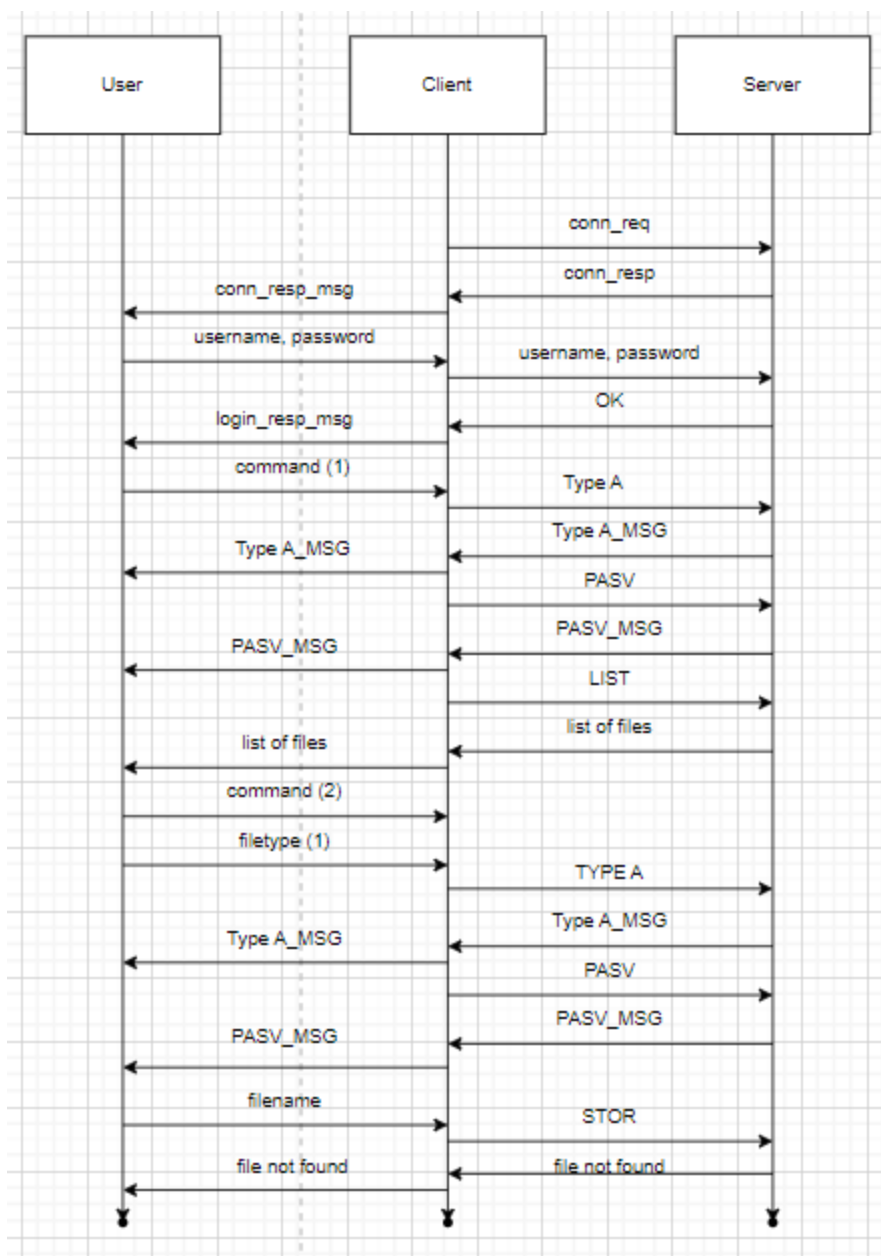 User
Client
Server
conn_req
conn_resp
conn_resp_msg
username, password
username, password
OK
login_resp_msg
command (1)
Type A
Type A_MSG
Type A_MSG
PASV
PASV_MSG
PASV_MSG
LIST
list of files
list of files
command (2)
filetype (1)
TYPE A
Type A_MSG
Type A_MSG
PASV
PASV_MSG
PASV_MSG
filename
STOR
file not found
file not found